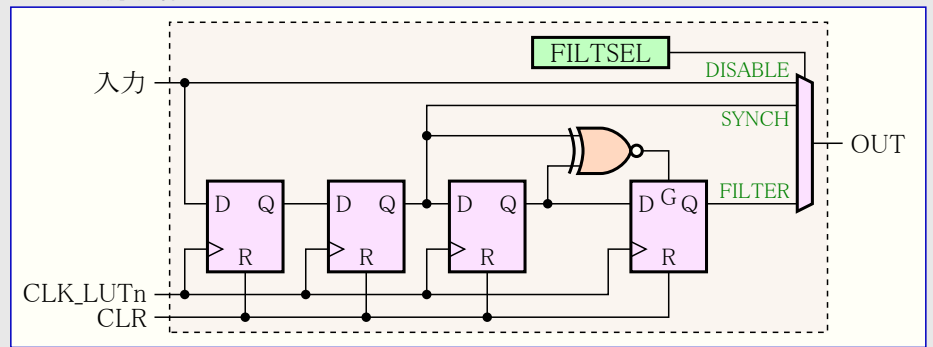 FILTSEL
入力
DISABLE
SYNCH
OUT
FILTER
D Q
D Q
D Q
D G Q
R
R
R
R
CLK_LUTn
CLR